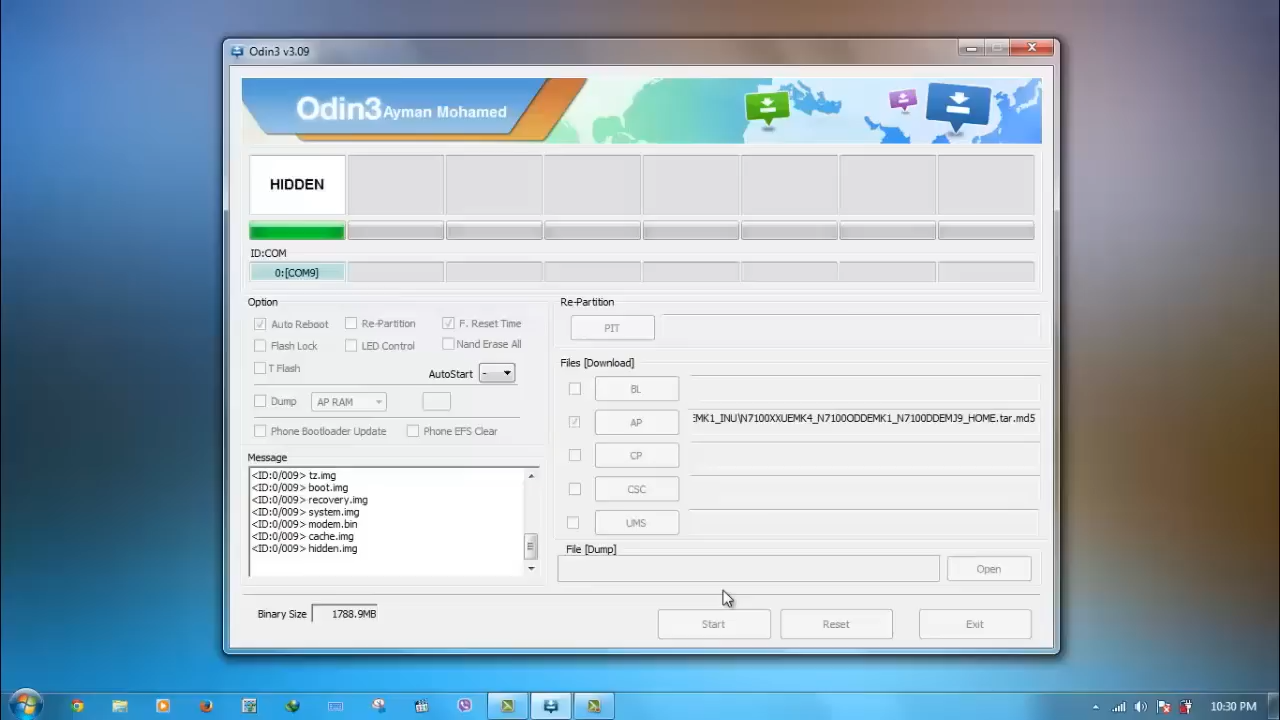 Odin3 v3.09
Odin3 Ayman Mohamed
HIDDEN
ID:COM
0:[COM9]
Option
Auto Reboot
Re-Partition
F. Reset Time
Flash Lock
LED Control
Nand Erase All
T Flash
AutoStart
-
Dump
AP RAM
Phone Bootloader Update
Phone EFS Clear
Message
<ID:0/009> tz.img
<ID:0/009> boot.img
<ID:0/009> recovery.img
<ID:0/009> system.img
<ID:0/009> modem.bin
<ID:0/009> cache.img
<ID:0/009> hidden.img
Re-Partition
PIT
Files [Download]
BL
AP
EMK1_INU\N7100XXUEMK4_N7100ODDEMK1_N7100DDEMJ9_HOME.tar.md5
CP
CSC
UMS
File [Dump]
Open
Binary Size
1788.9MB
Start
Reset
Exit
10:30 PM